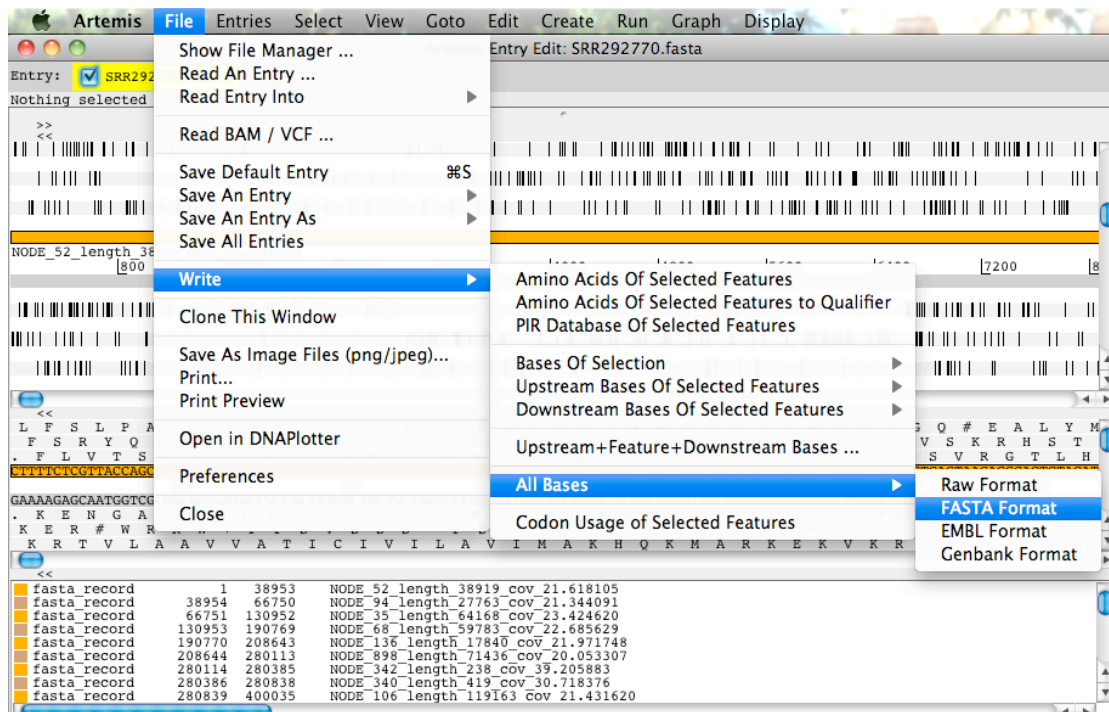 Artemis File Entries Select View Goto Edit Create Run Graph Display
Entry Edit: SRR292770.fasta
Entry: SRR292
Nothing selected
Show File Manager ...
Read An Entry ...
Read Entry Into
Read BAM / VCF ...
Save Default Entry ⌘S
Save An Entry
Save An Entry As
Save All Entries
Write
Clone This Window
Save As Image Files (png/jpeg)...
Print...
Print Preview
Open in DNAPlotter
Preferences
Close
Amino Acids Of Selected Features
Amino Acids Of Selected Features to Qualifier
PIR Database Of Selected Features
Bases Of Selection
Upstream Bases Of Selected Features
Downstream Bases Of Selected Features
Upstream+Feature+Downstream Bases ...
All Bases
Codon Usage of Selected Features
Raw Format
FASTA Format
EMBL Format
Genbank Format
>>
<<
NODE_52_length_38
800 7200 8
<<
L F S L P A Q # E A L Y M
F S R Y Q V S K R H S T
. F L V T S S V R G T L H
CTTTTCTCGTTACCAGC
GAAAAGAGCAATGGTCG
. K E N G A
K E R # W R
K R T V L A A V V A T I C I V I L A V I M A K H Q K M A R K E K V K R
<<
fasta_record 1 38953 NODE_52_length_38919_cov_21.618105
fasta_record 38954 66750 NODE_94_length_27763_cov_21.344091
fasta_record 66751 130952 NODE_35_length_64168_cov_23.424620
fasta_record 130953 190769 NODE_68_length_59783_cov_22.685629
fasta_record 190770 208643 NODE_136_length_17840_cov_21.971748
fasta_record 208644 280113 NODE_898_length_71436_cov_20.053307
fasta_record 280114 280385 NODE_342_length_238_cov_39.205883
fasta_record 280386 280838 NODE_340_length_419_cov_30.718376
fasta_record 280839 400035 NODE_106_length_119163_cov_21.431620